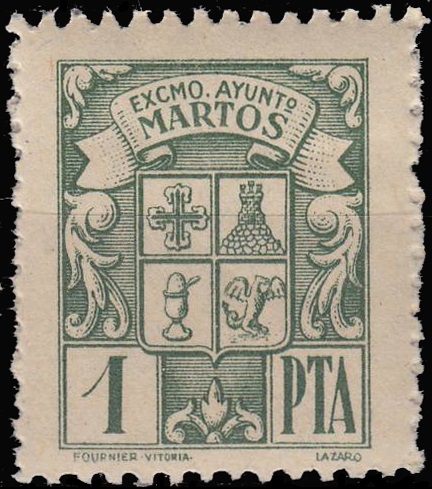 EXCMO. AYUNTO
MARTOS
1 PTA
FOURNIER-VITORIA. LAZARO